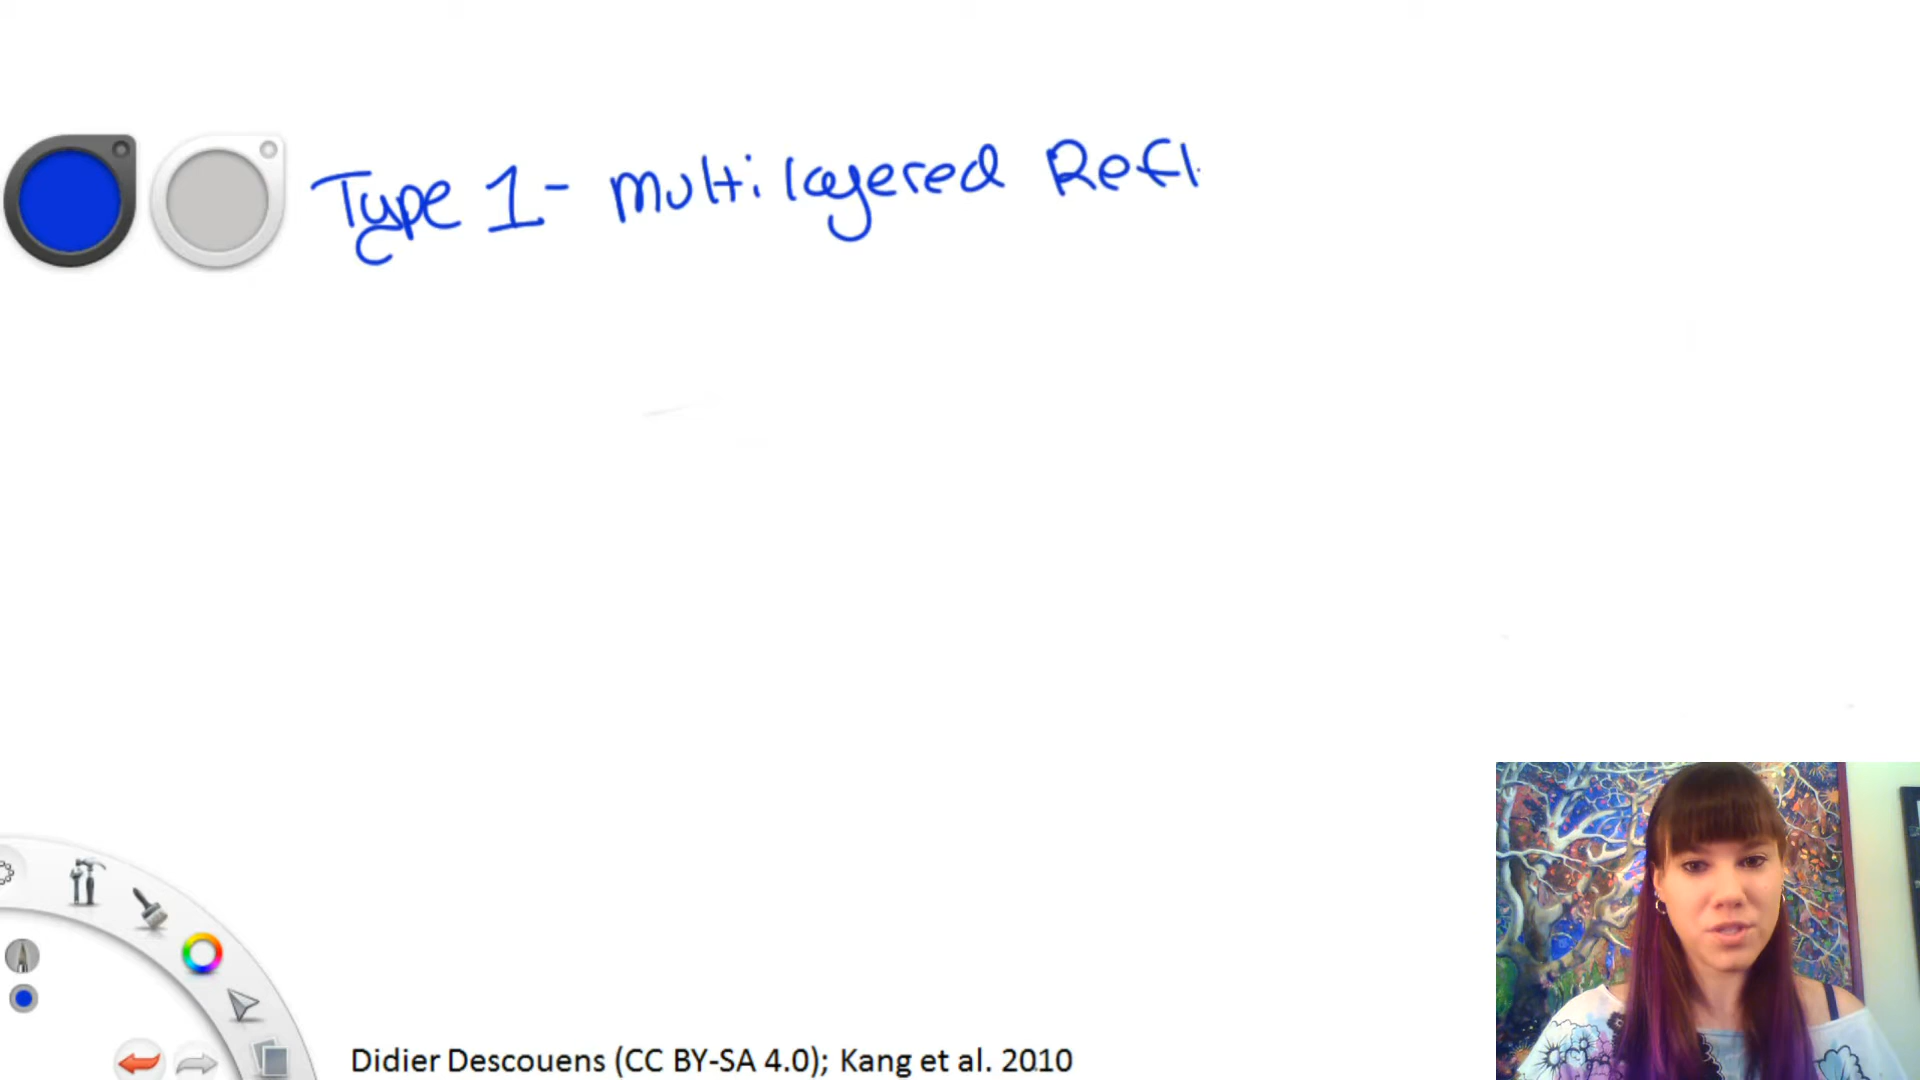 Type 1 - multilayered Refl
Didier Descouens (CC BY-SA 4.0); Kang et al. 2010